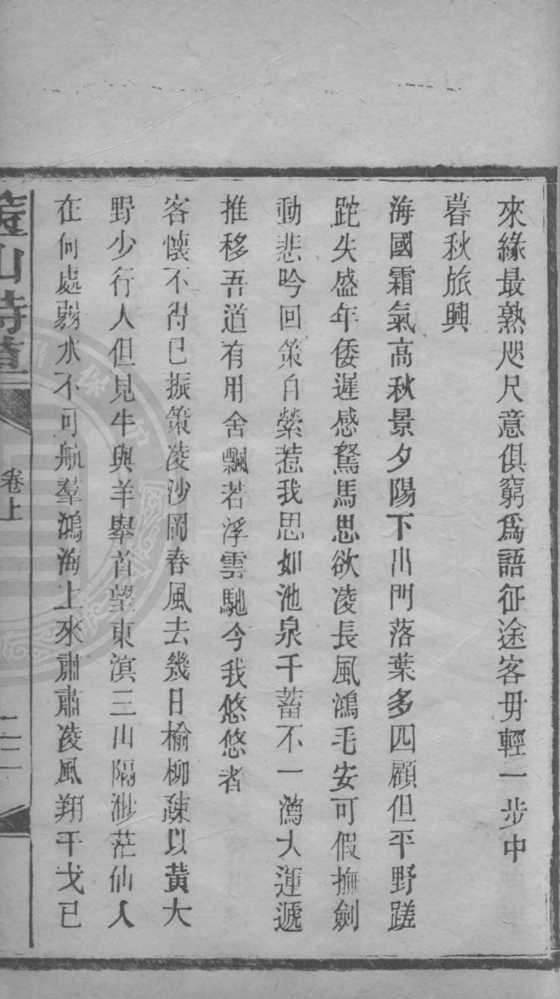 來緣最熟咫尺意俱窮爲語征途客毋輕一步中
暮秋旅興
海國霜氣高秋景夕陽下出門落葉多四顧但平野蹉
跎失盛年倭遲感駑馬思欲凌長風鴻毛安可假撫劍
動悲吟回策自縈惹我思如池泉千蓄不一瀉大運遞
推移吾道有用舍飄若浮雲馳今我悠悠者
客懷不得已振策凌沙岡春風去幾日榆柳疎以黃大
野少行人但見牛與羊舉首望東溟三山隔渺茫仙人
在何處弱水不可航羣鴻海上來肅肅凌風翔干戈已
山詩草
卷上